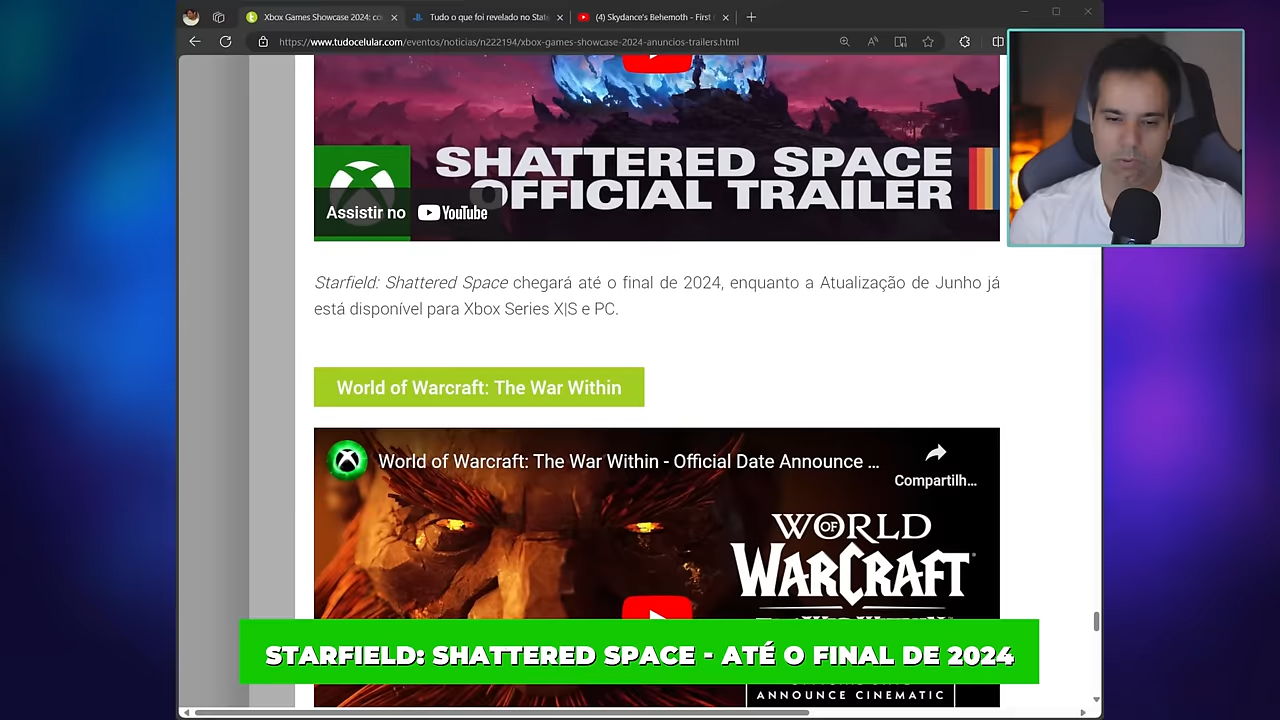 Xbox Games Showcase 2024: co
Tudo o que foi revelado no State
(4) Skydance's Behemoth - First
https://www.tudocelular.com/eventos/noticias/n222194/xbox-games-showcase-2024-anuncios-trailers.html
SHATTERED SPACE
OFFICIAL TRAILER
Assistir no YouTube
Starfield: Shattered Space chegará até o final de 2024, enquanto a Atualização de Junho já
está disponível para Xbox Series X|S e PC.
World of Warcraft: The War Within
World of Warcraft: The War Within - Official Date Announce ...
Compartilh...
WORLD
OF
WARCRAFT
STARFIELD: SHATTERED SPACE - ATÉ O FINAL DE 2024
ANNOUNCE CINEMATIC